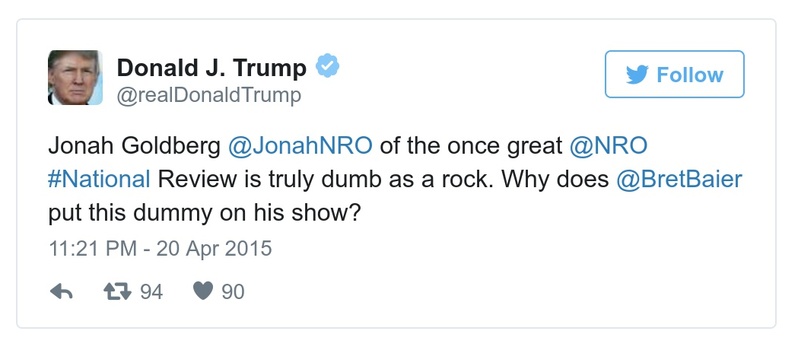 Donald J. Trump
@realDonaldTrump
Follow
Jonah Goldberg @JonahNRO of the once great @NRO
#National Review is truly dumb as a rock. Why does @BretBaier
put this dummy on his show?
11:21 PM - 20 Apr 2015
94 90